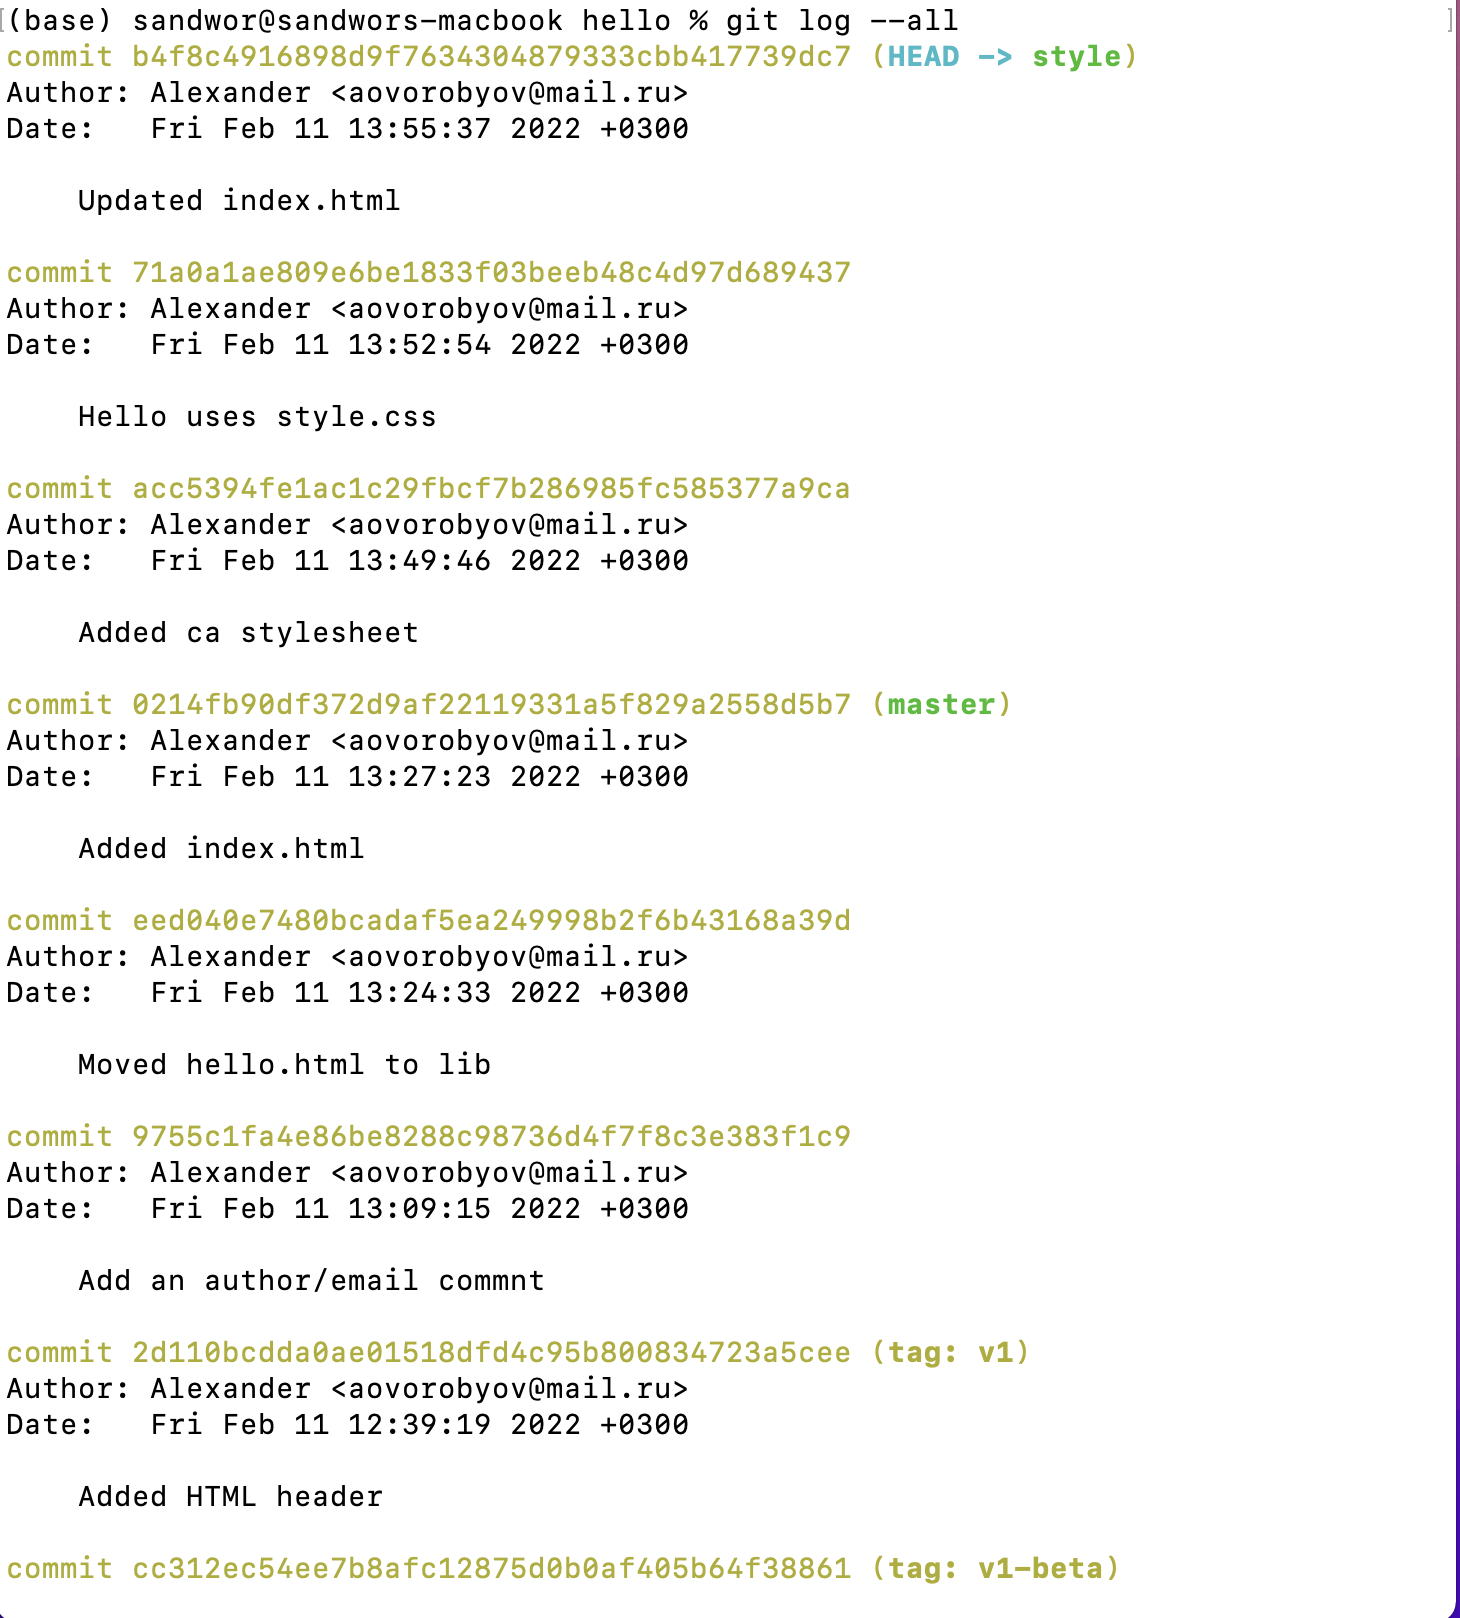 [(base) sandwor@sandwors-macbook hello % git log --all ]
commit b4f8c4916898d9f7634304879333cbb417739dc7 (HEAD -> style)
Author: Alexander <aovorobyov@mail.ru>
Date:   Fri Feb 11 13:55:37 2022 +0300
    Updated index.html
commit 71a0a1ae809e6be1833f03beeb48c4d97d689437
Author: Alexander <aovorobyov@mail.ru>
Date:   Fri Feb 11 13:52:54 2022 +0300
    Hello uses style.css
commit acc5394fe1ac1c29fbcf7b286985fc585377a9ca
Author: Alexander <aovorobyov@mail.ru>
Date:   Fri Feb 11 13:49:46 2022 +0300
    Added ca stylesheet
commit 0214fb90df372d9af22119331a5f829a2558d5b7 (master)
Author: Alexander <aovorobyov@mail.ru>
Date:   Fri Feb 11 13:27:23 2022 +0300
    Added index.html
commit eed040e7480bcadaf5ea249998b2f6b43168a39d
Author: Alexander <aovorobyov@mail.ru>
Date:   Fri Feb 11 13:24:33 2022 +0300
    Moved hello.html to lib
commit 9755c1fa4e86be8288c98736d4f7f8c3e383f1c9
Author: Alexander <aovorobyov@mail.ru>
Date:   Fri Feb 11 13:09:15 2022 +0300
    Add an author/email commnt
commit 2d110bcdda0ae01518dfd4c95b800834723a5cee (tag: v1)
Author: Alexander <aovorobyov@mail.ru>
Date:   Fri Feb 11 12:39:19 2022 +0300
    Added HTML header
commit cc312ec54ee7b8afc12875d0b0af405b64f38861 (tag: v1-beta)